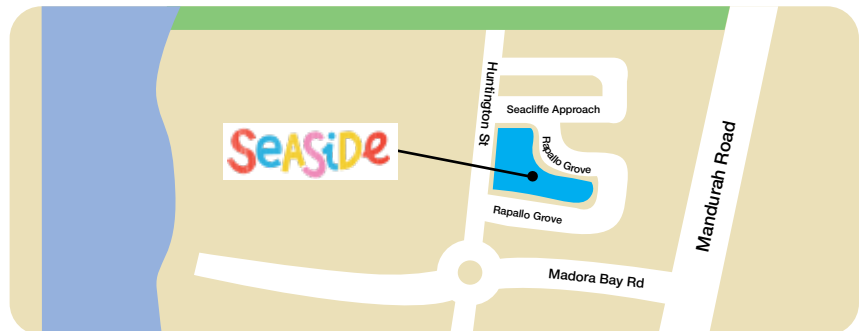 Huntington St
Seacliffe Approach
SEASiDE
Rapallo Grove
Rapallo Grove
Mandurah Road
Madora Bay Rd